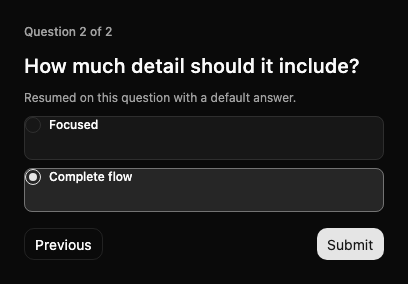 Question 2 of 2
How much detail should it include?
Resumed on this question with a default answer.
Focused
Complete flow
Previous
Submit